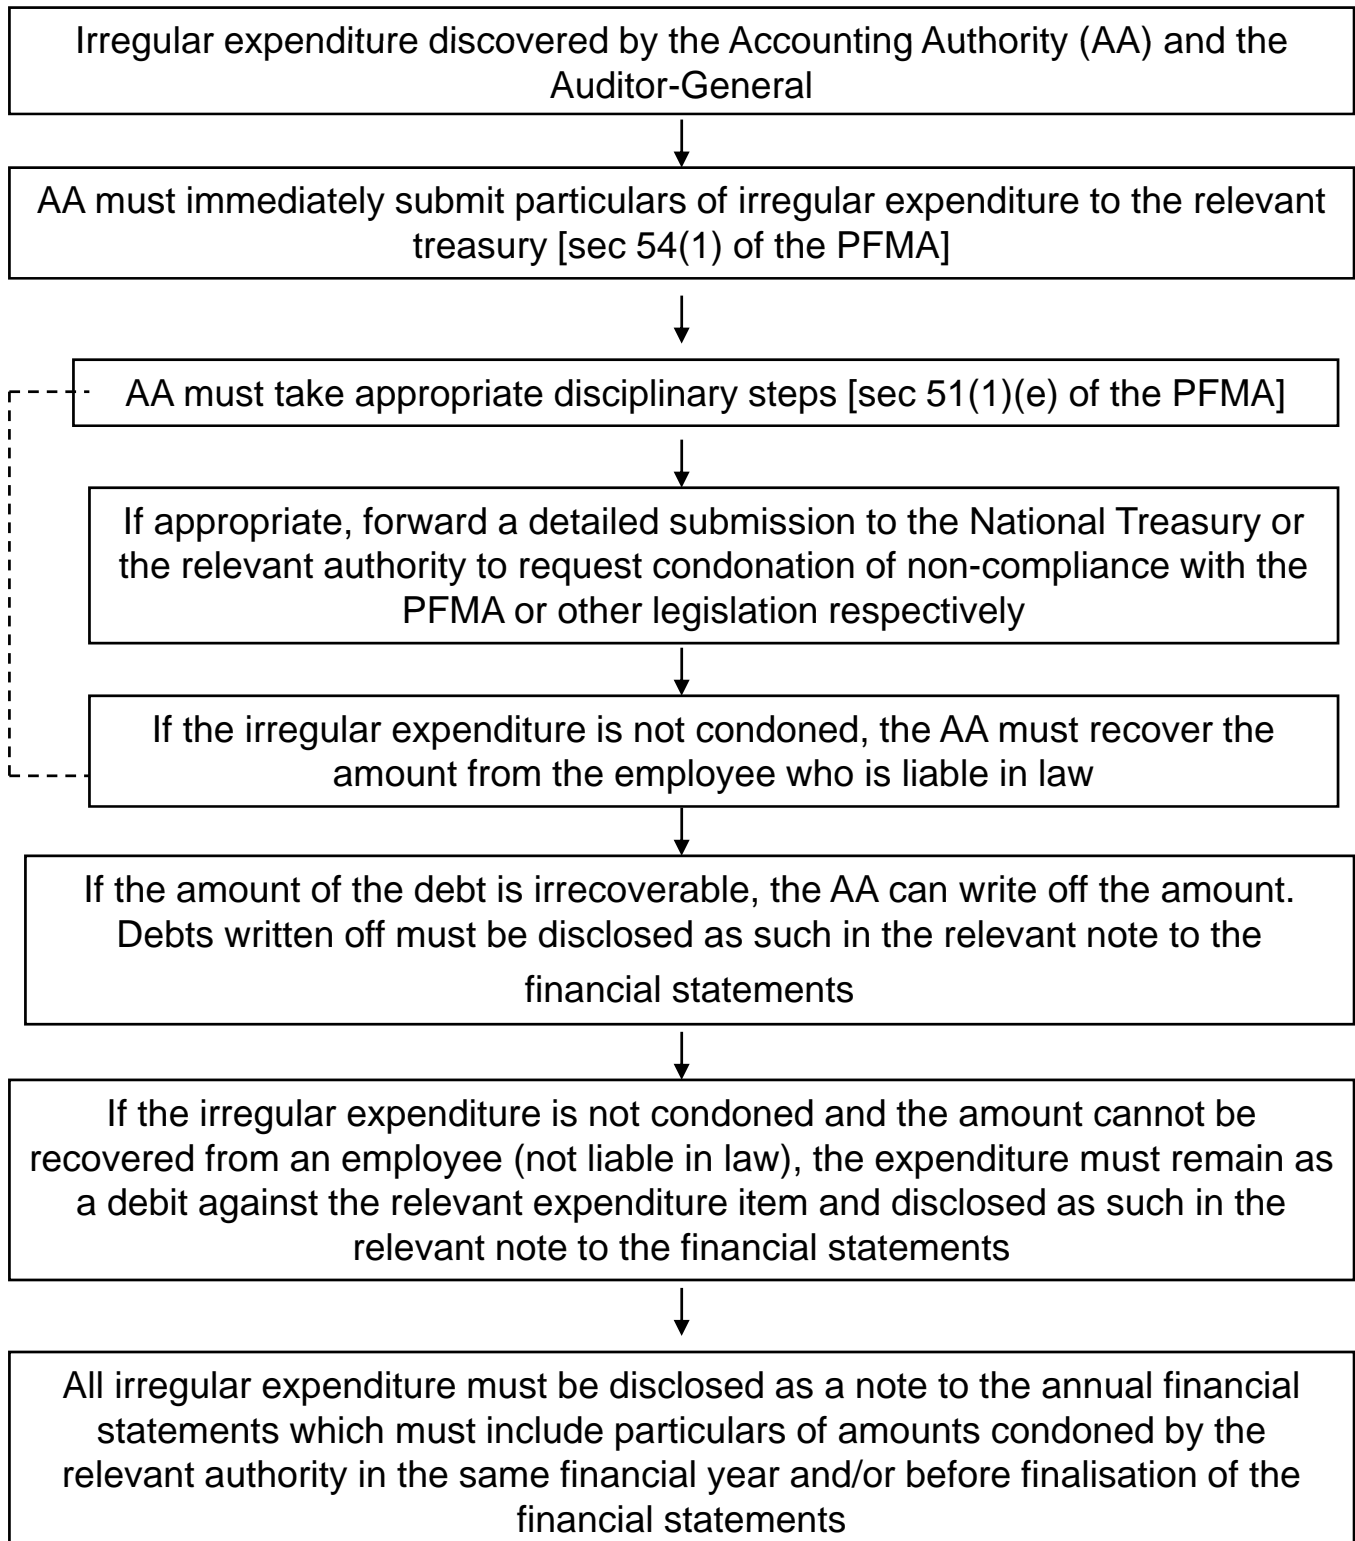 Irregular expenditure discovered by the Accounting Authority (AA) and the
Auditor-General
AA must immediately submit particulars of irregular expenditure to the relevant
treasury [sec 54(1) of the PFMA]
AA must take appropriate disciplinary steps [sec 51(1)(e) of the PFMA]
If appropriate, forward a detailed submission to the National Treasury or
the relevant authority to request condonation of non-compliance with the
PFMA or other legislation respectively
If the irregular expenditure is not condoned, the AA must recover the
amount from the employee who is liable in law
If the amount of the debt is irrecoverable, the AA can write off the amount.
Debts written off must be disclosed as such in the relevant note to the
financial statements
If the irregular expenditure is not condoned and the amount cannot be
recovered from an employee (not liable in law), the expenditure must remain as
a debit against the relevant expenditure item and disclosed as such in the
relevant note to the financial statements
All irregular expenditure must be disclosed as a note to the annual financial
statements which must include particulars of amounts condoned by the
relevant authority in the same financial year and/or before finalisation of the
financial statements